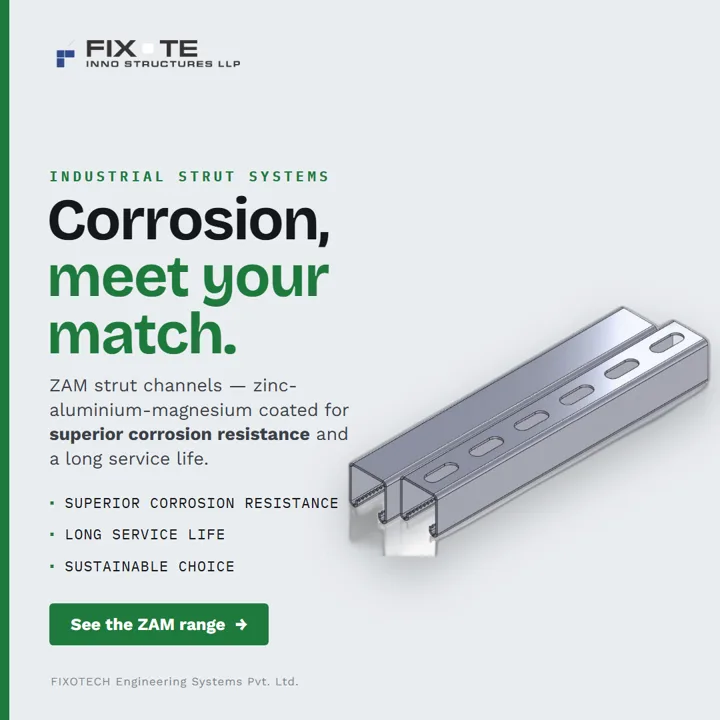 FIX TE
INNO STRUCTURES LLP
INDUSTRIAL STRUT SYSTEMS
Corrosion,
meet your
match.
ZAM strut channels — zinc-
aluminium-magnesium coated for
superior corrosion resistance and
a long service life.
• SUPERIOR CORROSION RESISTANCE
• LONG SERVICE LIFE
• SUSTAINABLE CHOICE
See the ZAM range →
FIXOTECH Engineering Systems Pvt. Ltd.